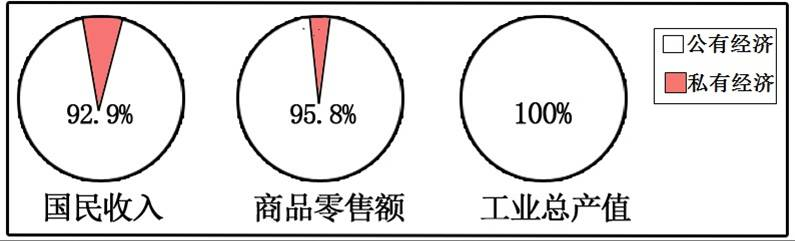 92.9%
国民收入
95.8%
商品零售额
100%
工业总产值
公有经济
私有经济